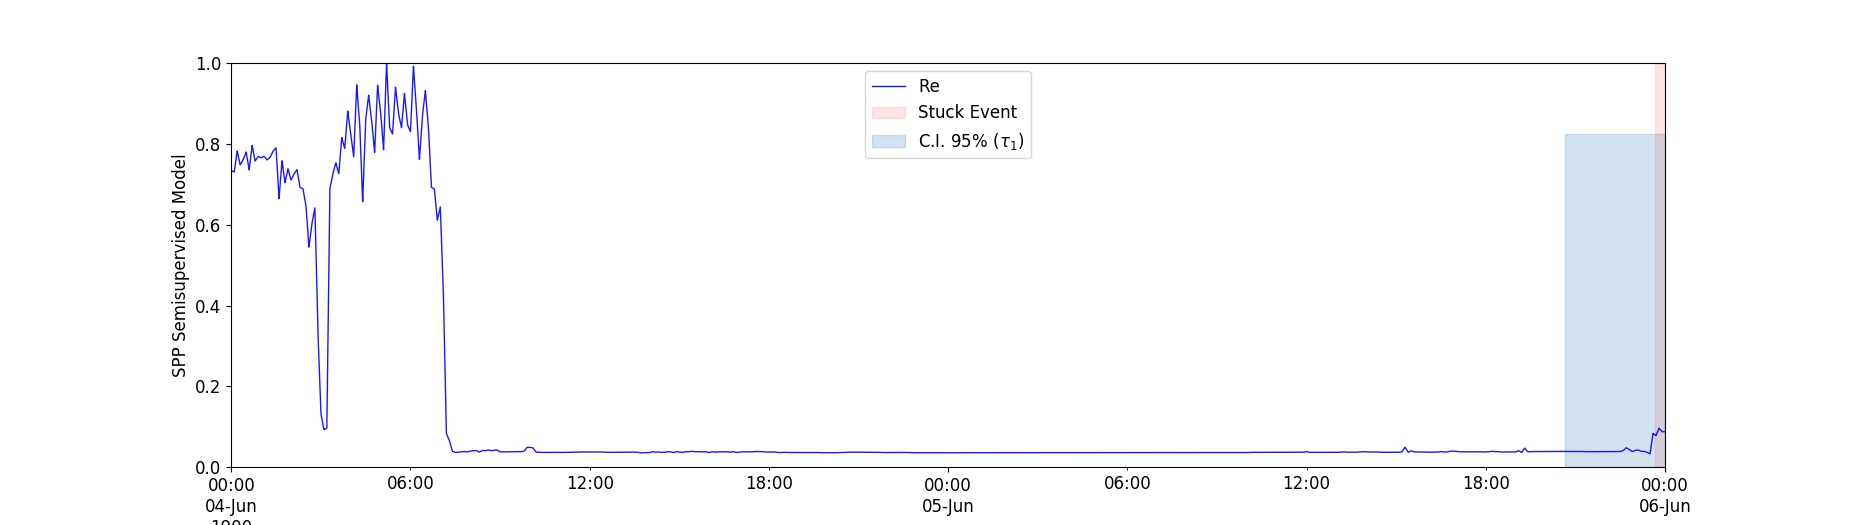 SPP Semisupervised Model
1.0
0.8
0.6
0.4
0.2
0.0
Re
Stuck Event
C.I. 95% (τ₁)
00:00 06:00 12:00 18:00 00:00 06:00 12:00 18:00 00:00
04-Jun 05-Jun 06-Jun
1900